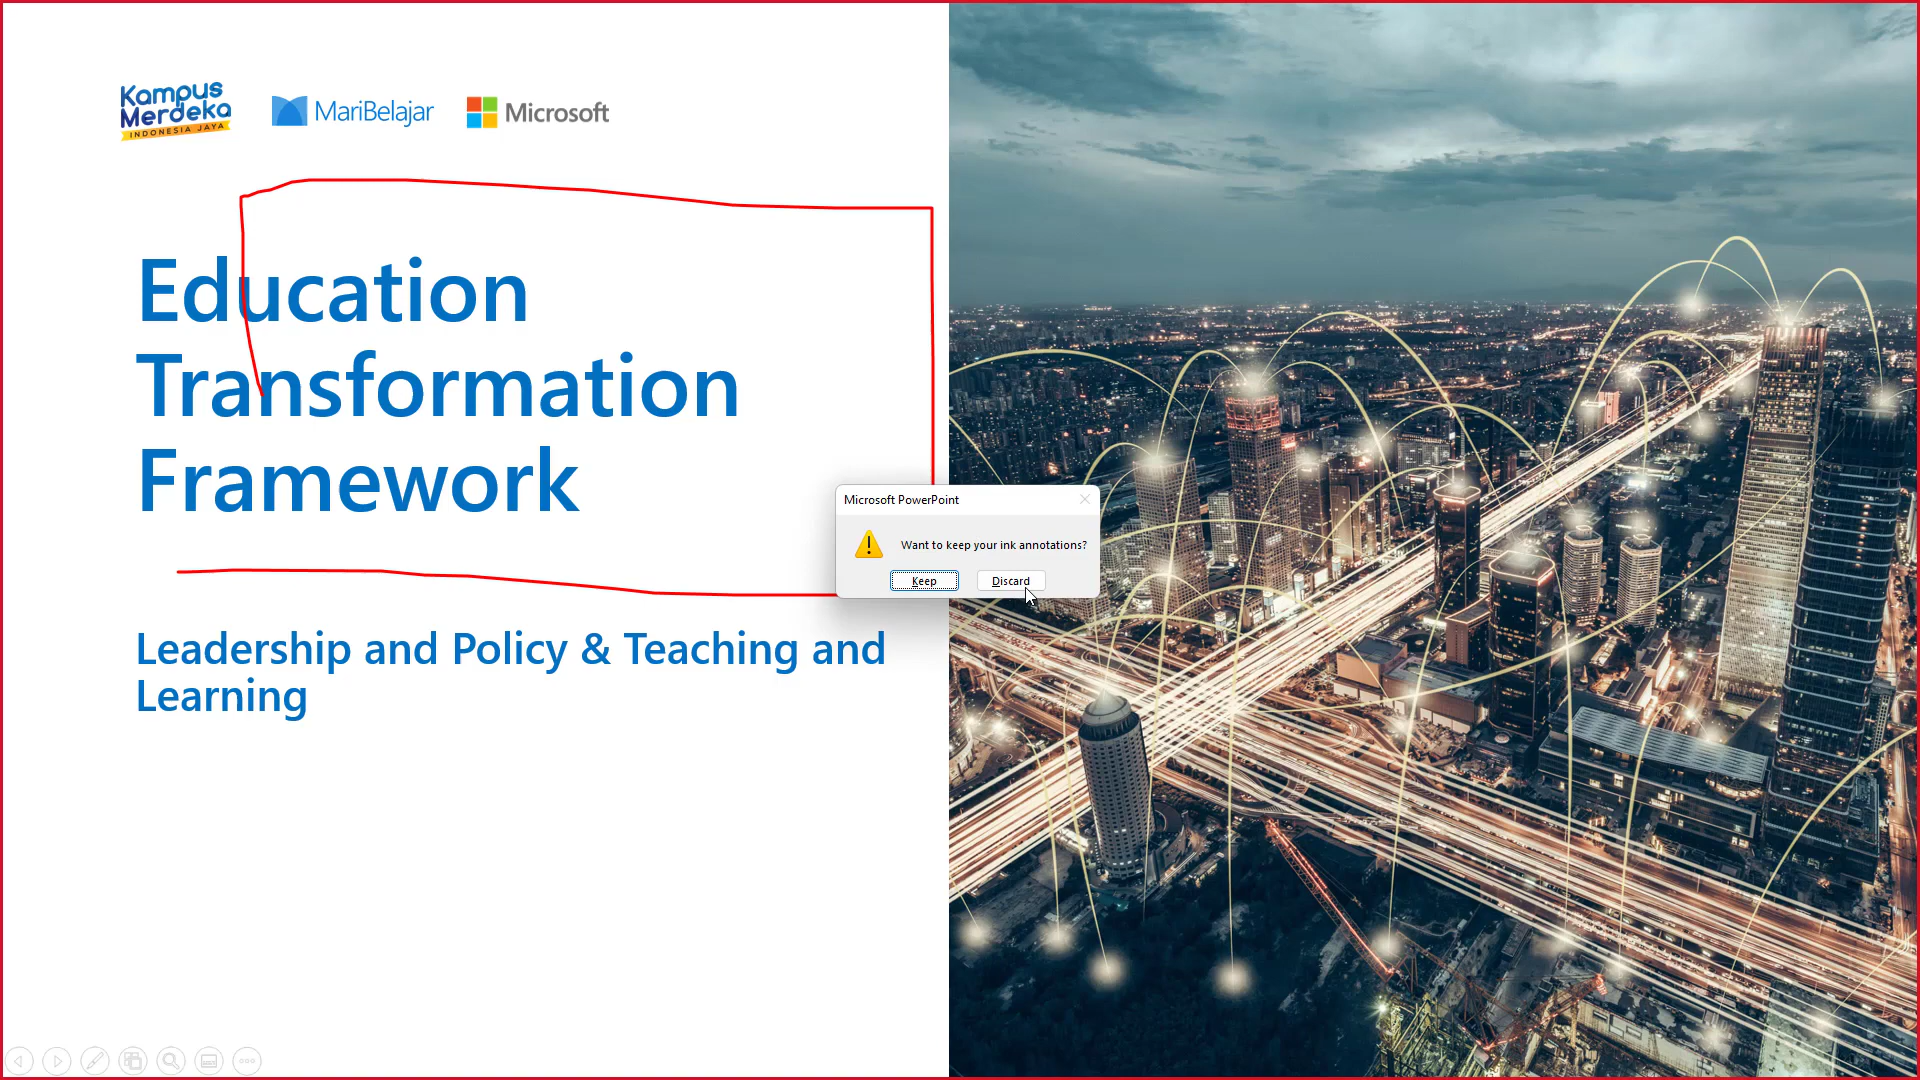 Kampus
Merdeka
INDONESIA JAYA
MariBelajar
Microsoft
Education
Transformation
Framework
Leadership and Policy & Teaching and
Learning
Microsoft PowerPoint
Want to keep your ink annotations?
Keep
Discard